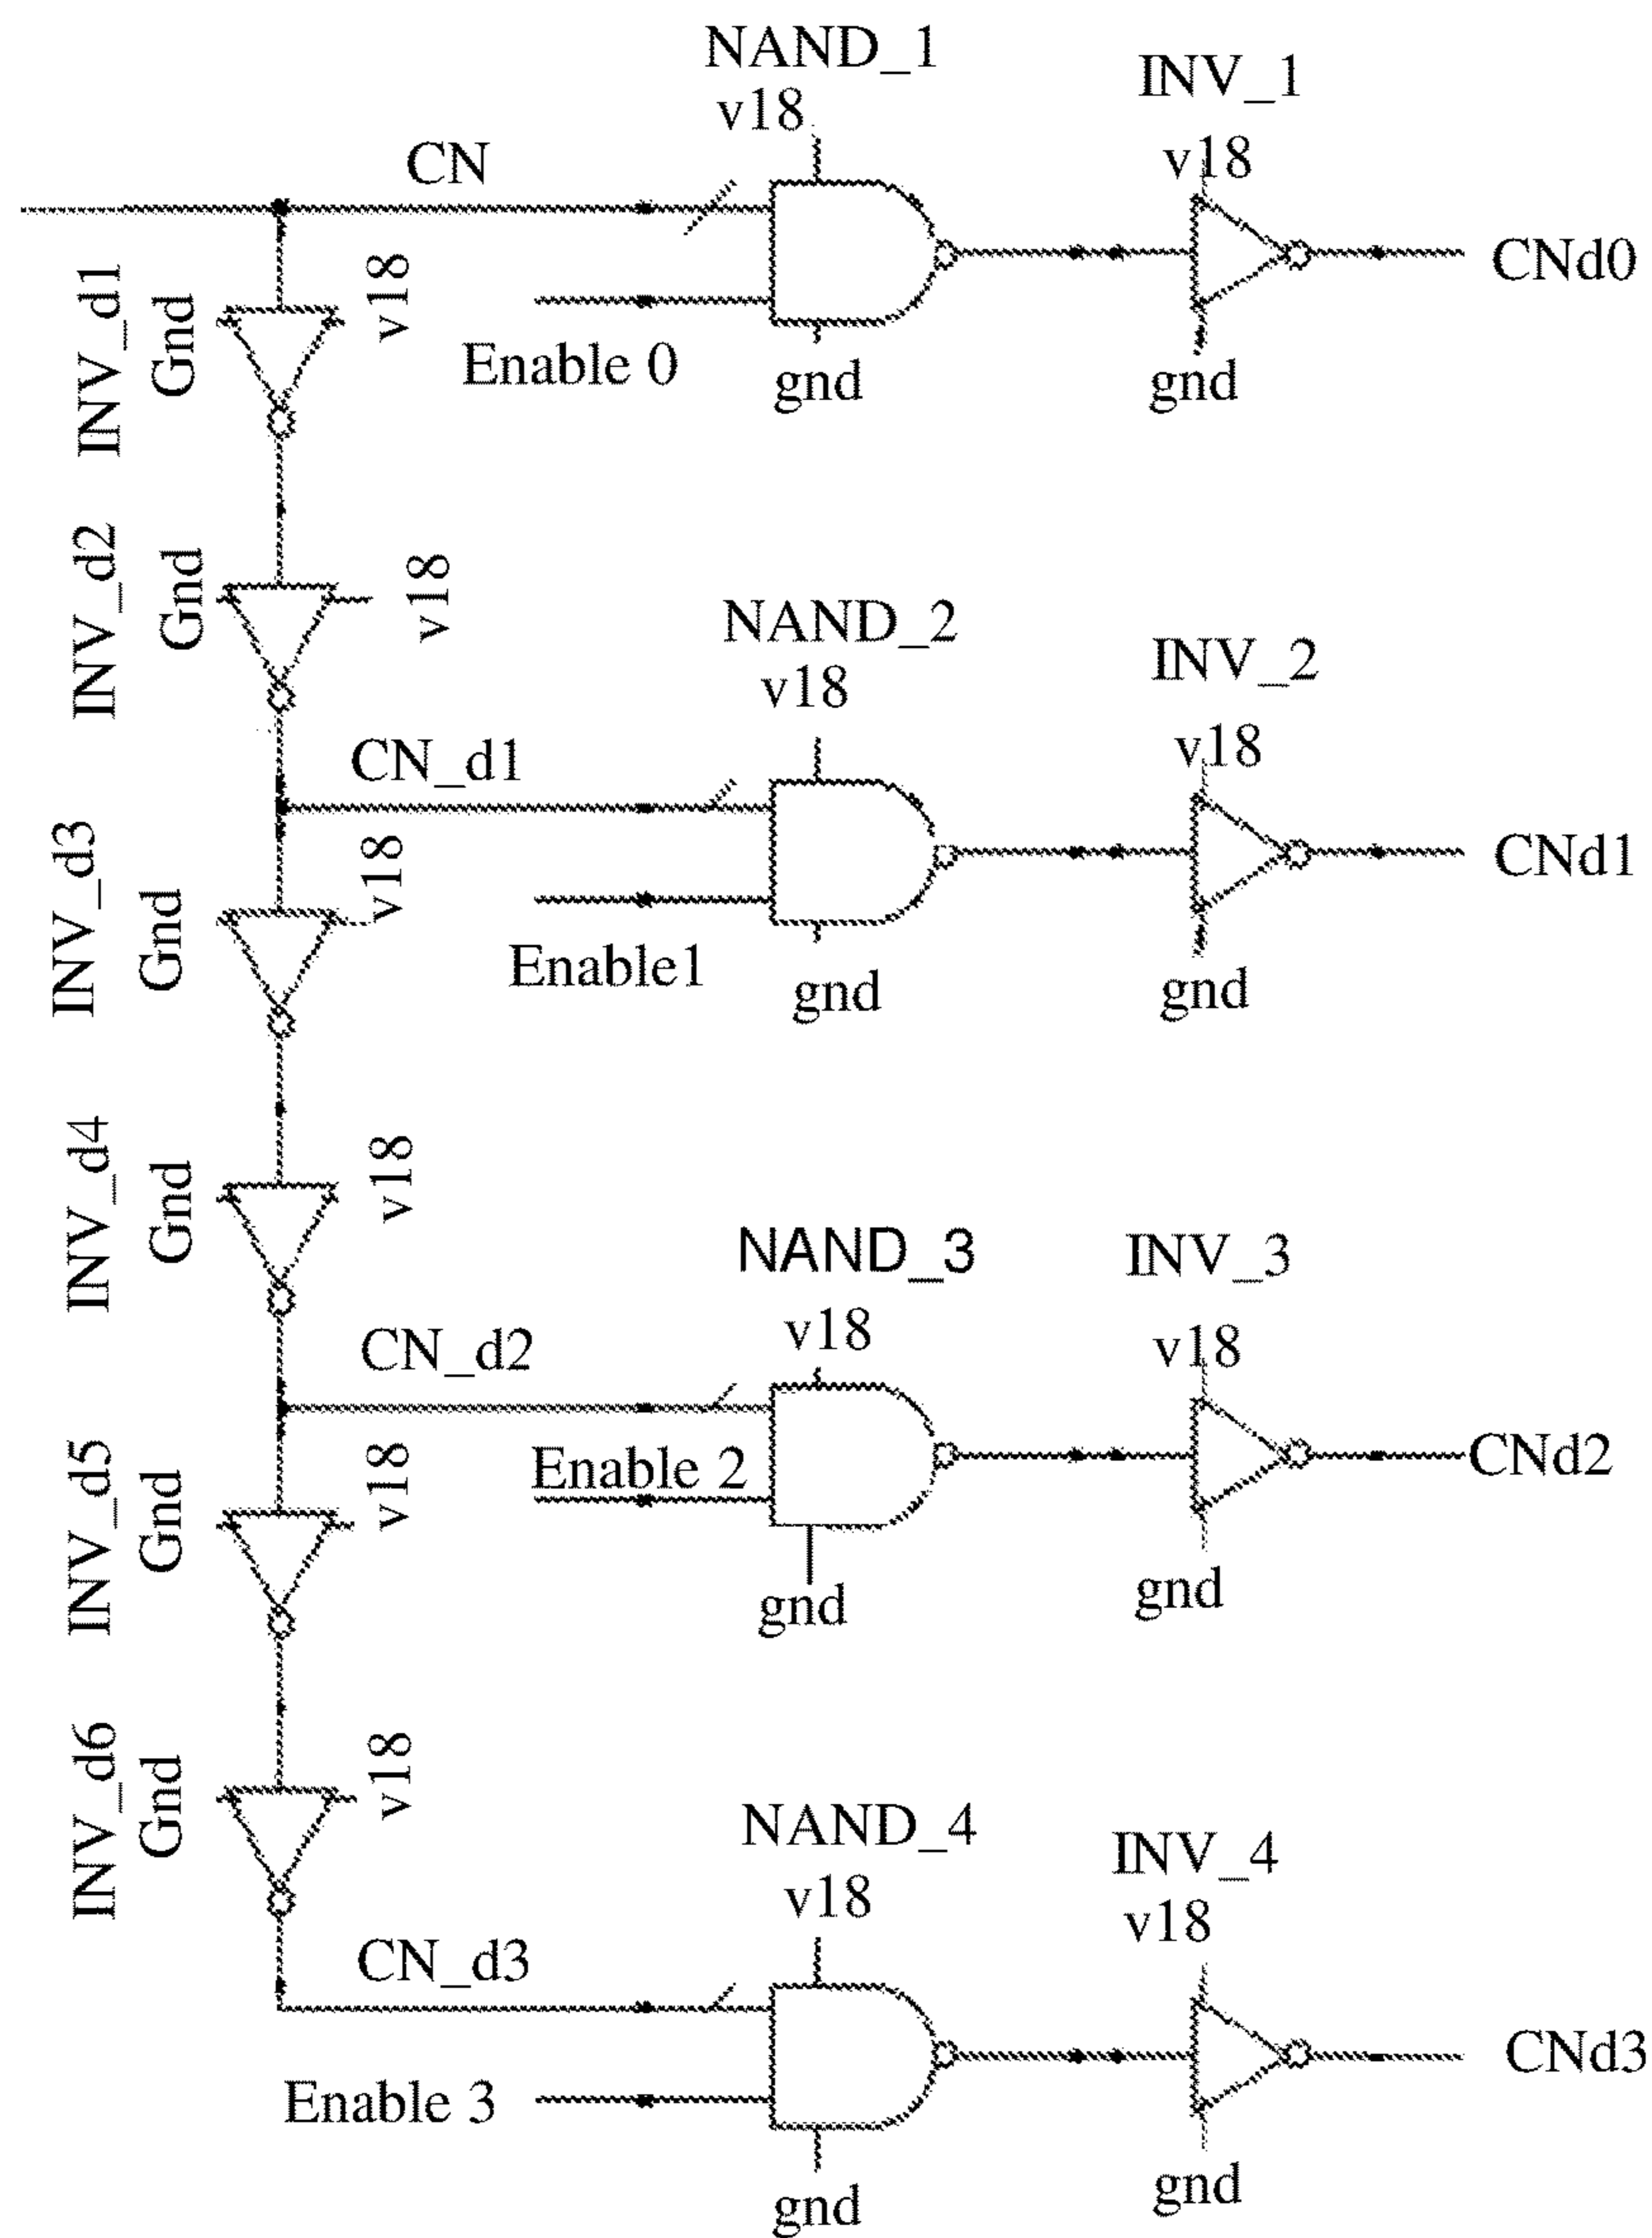 NAND_1
INV_1
v18
v18
CN
CNd0
INV_d1
Gnd
v18
Enable 0
gnd
gnd
INV_d2
Gnd
v18
NAND_2
INV_2
v18
v18
CN_d1
CNd1
INV_d3
Gnd
v18
Enable1
gnd
gnd
INV_d4
Gnd
v18
NAND_3
INV_3
v18
v18
CN_d2
CNd2
INV_d5
Gnd
v18
Enable 2
gnd
gnd
INV_d6
Gnd
v18
NAND_4
INV_4
v18
v18
CN_d3
CNd3
Enable 3
gnd
gnd